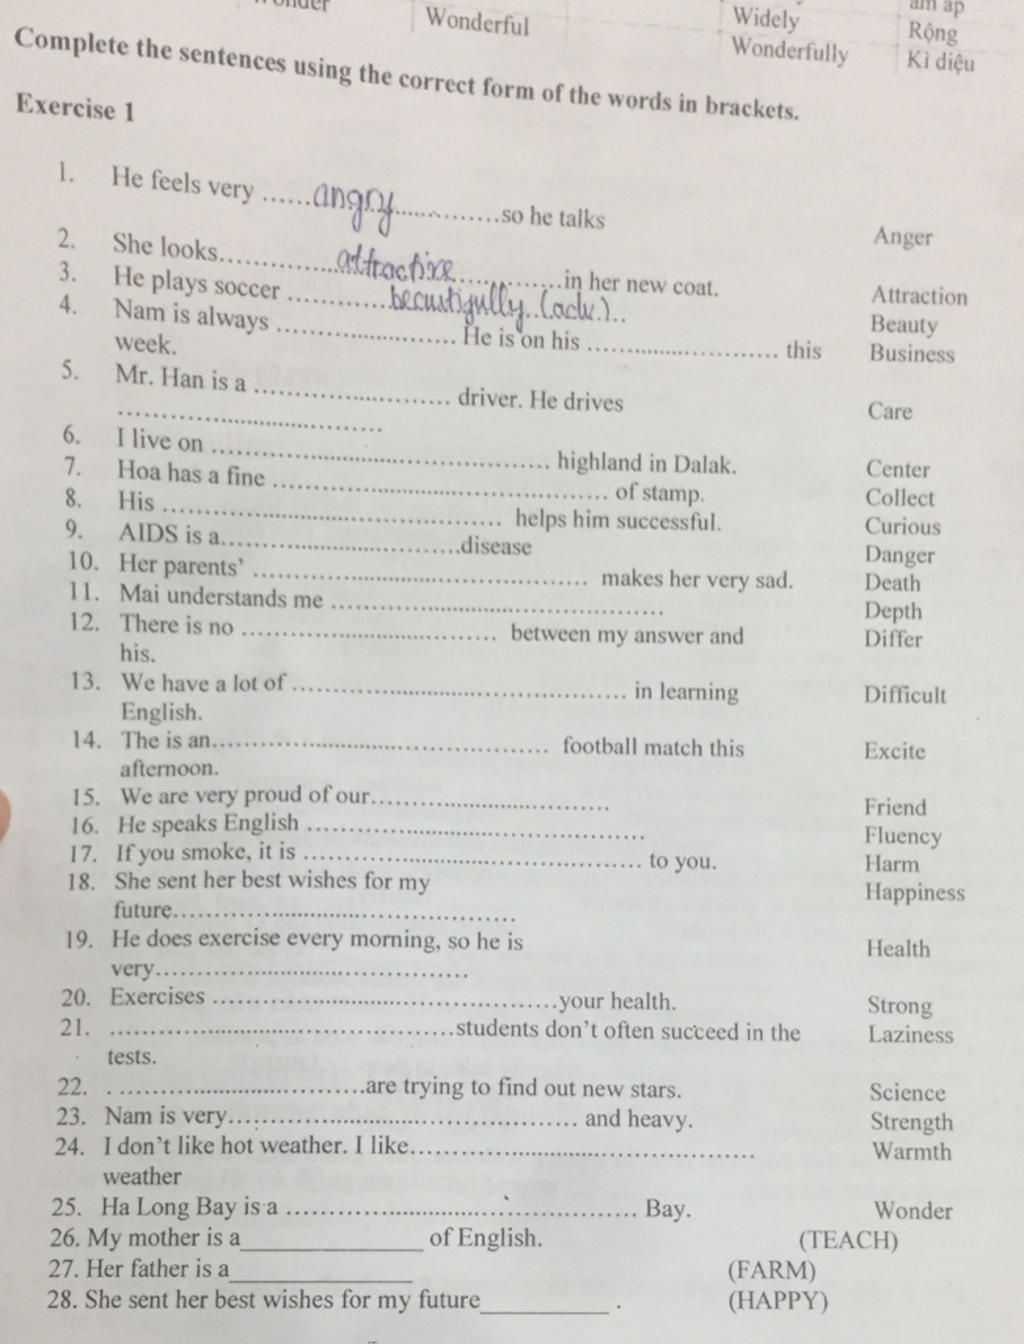 Wonderful Widely Rộng
Wonderfully Kì diệu
Complete the sentences using the correct form of the words in brackets.
Exercise 1
1. He feels very ......angry.................so he talks Anger
2. She looks................attractive.............in her new coat. Attraction
3. He plays soccer ............beautifully..(adv.).. Beauty
4. Nam is always ........................ He is on his .......................... this Business
week.
5. Mr. Han is a .......................... driver. He drives Care
....................................
6. I live on .............................................. highland in Dalak. Center
7. Hoa has a fine .............................................. of stamp. Collect
8. His .............................................. helps him successful. Curious
9. AIDS is a................................disease Danger
10. Her parents’ .............................................. makes her very sad. Death
11. Mai understands me .............................................. Depth
12. There is no .................................. between my answer and Differ
his.
13. We have a lot of .............................................. in learning Difficult
English.
14. The is an.............................................. football match this Excite
afternoon.
15. We are very proud of our................................ Friend
16. He speaks English .............................................. Fluency
17. If you smoke, it is .............................................. to you. Harm
18. She sent her best wishes for my Happiness
future..............................................
19. He does exercise every morning, so he is Health
very..........................................
20. Exercises ..............................................your health. Strong
21. ..............................................students don’t often succeed in the Laziness
tests.
22. ...................................are trying to find out new stars. Science
23. Nam is very.............................................. and heavy. Strength
24. I don’t like hot weather. I like.............................................. Warmth
weather
25. Ha Long Bay is a .............................................. Bay. Wonder
26. My mother is a______________ of English. (TEACH)
27. Her father is a______________ (FARM)
28. She sent her best wishes for my future__________ . (HAPPY)